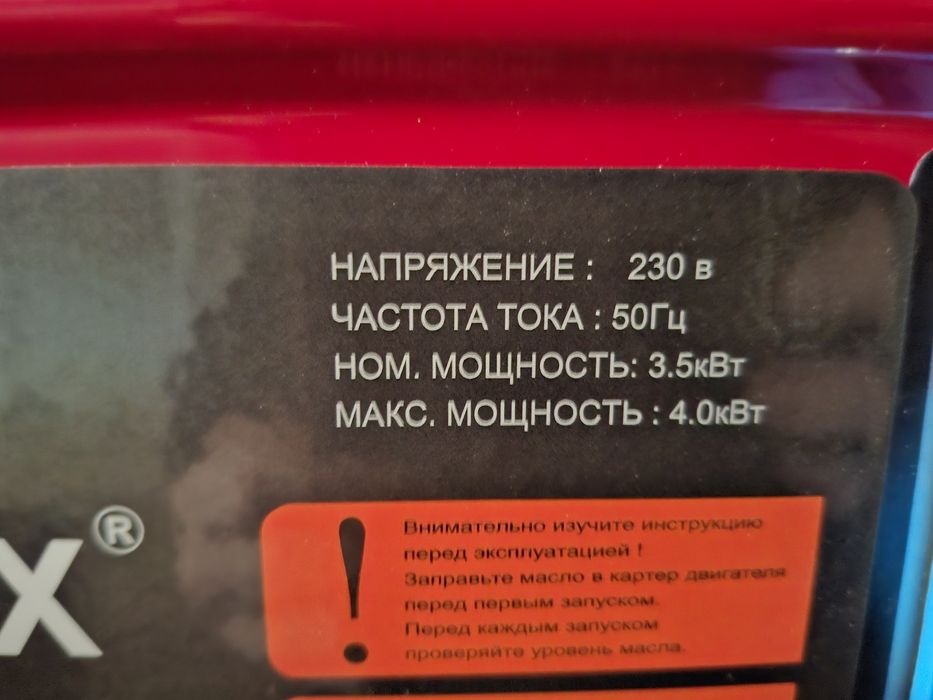 НАПРЯЖЕНИЕ : 230 в
ЧАСТОТА ТОКА : 50Гц
НОМ. МОЩНОСТЬ: 3.5кВт
МАКС. МОЩНОСТЬ : 4.0кВт
X®
! Внимательно изучите инструкцию
перед эксплуатацией !
Заправьте масло в картер двигателя
перед первым запуском.
Перед каждым запуском
проверяйте уровень масла.